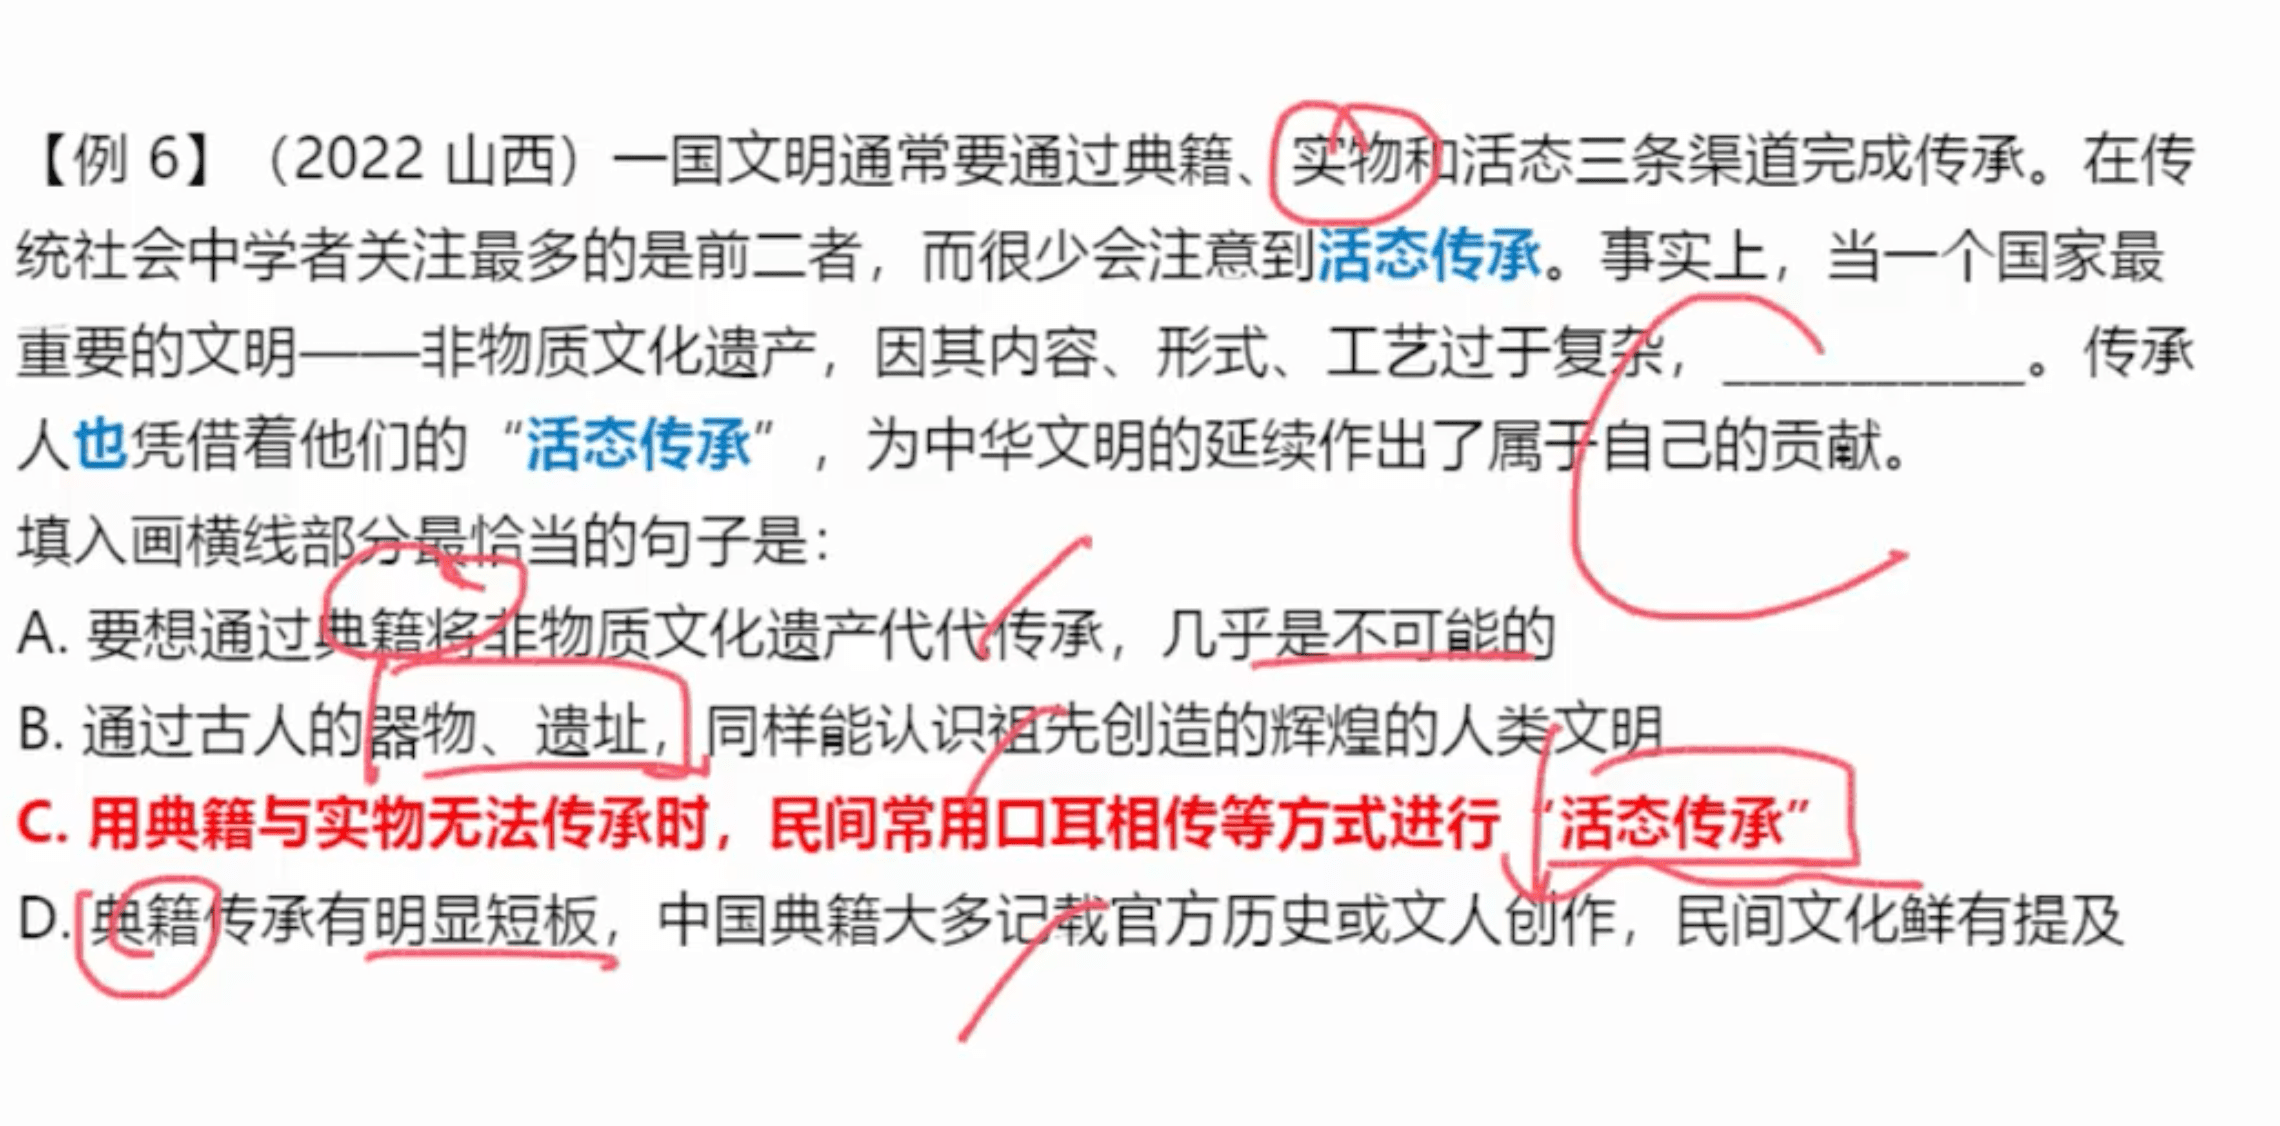 【例 6】（2022 山西）一国文明通常要通过典籍、实物和活态三条渠道完成传承。在传
统社会中学者关注最多的是前二者，而很少会注意到活态传承。事实上，当一个国家最
重要的文明——非物质文化遗产，因其内容、形式、工艺过于复杂，____________。传承
人也凭借着他们的“活态传承”，为中华文明的延续作出了属于自己的贡献。
填入画横线部分最恰当的句子是：
A. 要想通过典籍将非物质文化遗产代代传承，几乎是不可能的
B. 通过古人的器物、遗址，同样能认识祖先创造的辉煌的人类文明
C. 用典籍与实物无法传承时，民间常用口耳相传等方式进行“活态传承”
D. 典籍传承有明显短板，中国典籍大多记载官方历史或文人创作，民间文化鲜有提及